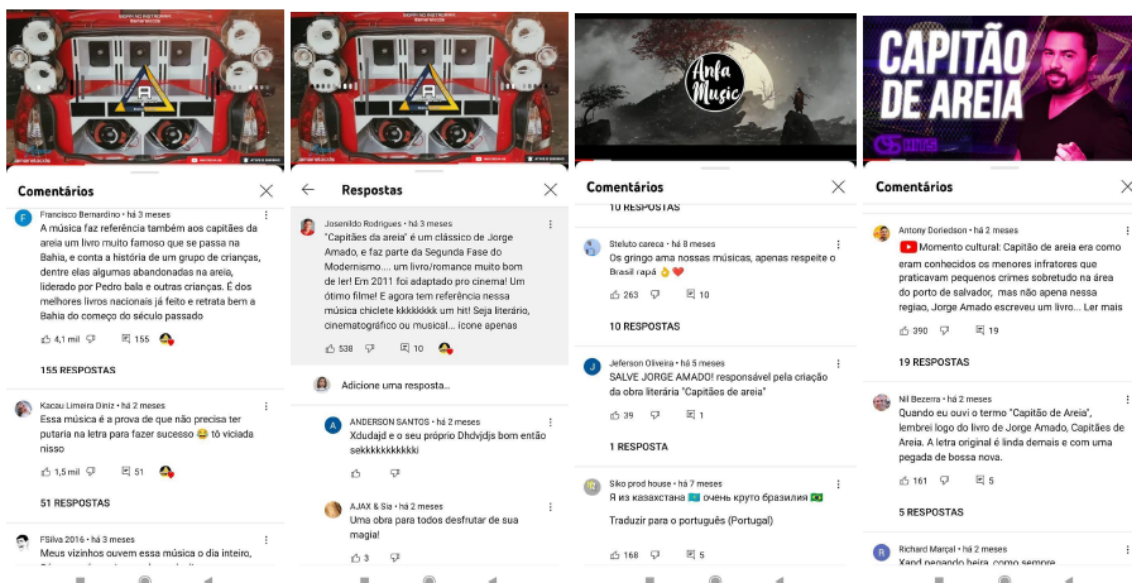 SIGAM NO INSTAGRAM
Comentários
Francisco Bernardino • há 3 meses
A música faz referência também aos capitães da
areia um livro muito famoso que se passa na
Bahia, e conta a história de um grupo de crianças,
dentre elas algumas abandonadas na areia,
liderado por Pedro bala e outras crianças. É dos
melhores livros nacionais já feito e retrata bem a
Bahia do começo do século passado
4,1 mil 155
155 RESPOSTAS
Kacau Limeira Diniz • há 2 meses
Essa música é a prova de que não precisa ter
putaria na letra para fazer sucesso 😂 tô viciada
nisso
1,5 mil 51
51 RESPOSTAS
FSilva 2016 • há 3 meses
Meus vizinhos ouvem essa música o dia inteiro,
SIGAM NO INSTAGRAM
Respostas
Josenildo Rodrigues • há 3 meses
"Capitães da areia" é um clássico de Jorge
Amado, e faz parte da Segunda Fase do
Modernismo.... um livro/romance muito bom
de ler! Em 2011 foi adaptado pro cinema! Um
ótimo filme! E agora tem referência nessa
música chiclete kkkkkkkk um hit! Seja literário,
cinematográfico ou musical... ícone apenas
538 10
Adicione uma resposta...
A
ANDERSON SANTOS • há 2 meses
Xdudajd e o seu próprio Dhdvjdjs bom então
sekkkkkkkkkkki
AJAX & Sia • há 2 meses
Uma obra para todos desfrutar de sua
magia!
3
Anfa
Music
Comentários
10 RESPOSTAS
Steluto careca • há 8 meses
Os gringo ama nossas músicas, apenas respeite o
Brasil rapá 👌❤️
263 10
10 RESPOSTAS
J
Jeferson Oliveira • há 5 meses
SALVE JORGE AMADO! responsável pela criação
da obra literária "Capitães de areia"
39 1
1 RESPOSTA
Siko prod house • há 7 meses
Я из казахстана 🇰🇿 очень круто бразилия 🇧🇷
Traduzir para o português (Portugal)
168 5
CAPITÃO
DE AREIA
HITS
Comentários
Antony Doriedson • há 2 meses
Momento cultural: Capitão de areia era como
eram conhecidos os menores infratores que
praticavam pequenos crimes sobretudo na área
do porto de salvador, mas não apenas nessa
regiao, Jorge Amado escreveu um livro... Ler mais
390 19
19 RESPOSTAS
Nil Bezerra • há 2 meses
Quando eu ouvi o termo "Capitão de Areia",
lembrei logo do livro de Jorge Amado, Capitães de
Areia. A letra original é linda demais e com uma
pegada de bossa nova.
161 5
5 RESPOSTAS
R
Richard Marçal • há 2 meses
Xand pegando beira, como sempre